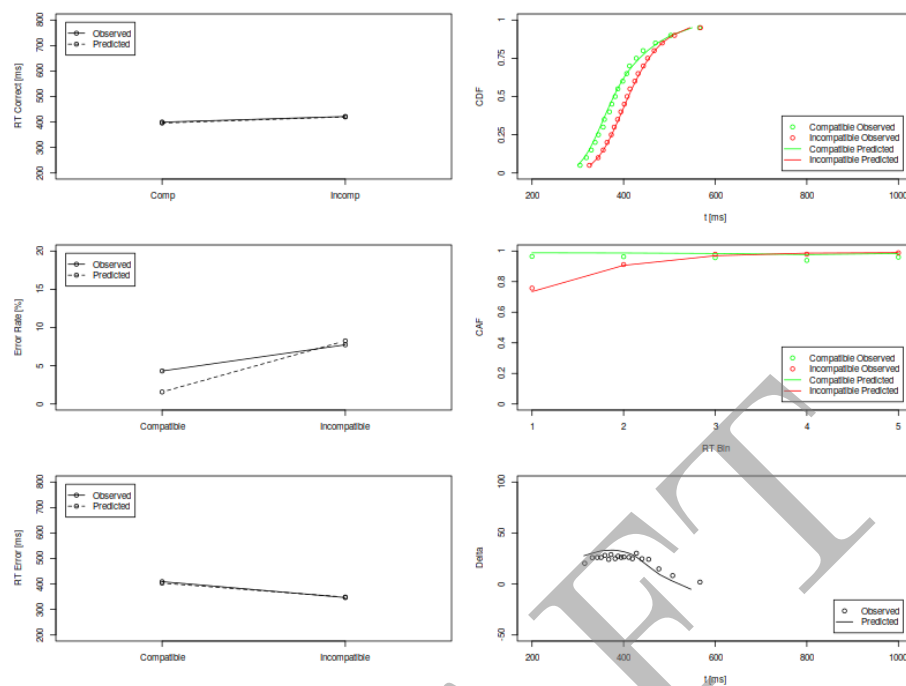 RT Correct [ms]
200 300 400 500 600 700 800
Observed
Predicted
Comp Incomp
CDF
0 0.25 0.5 0.75 1
Compatible Observed
Incompatible Observed
Compatible Predicted
Incompatible Predicted
200 400 600 800 1000
t [ms]
Error Rate [%]
0 5 10 15 20
Observed
Predicted
Compatible Incompatible
CAF
0 0.2 0.4 0.6 0.8 1
Compatible Observed
Incompatible Observed
Compatible Predicted
Incompatible Predicted
1 2 3 4 5
RT Bin
RT Error [ms]
200 300 400 500 600 700 800
Observed
Predicted
Compatible Incompatible
Delta
-50 0 50 100
Observed
Predicted
200 400 600 800 1000
t [ms]
FT